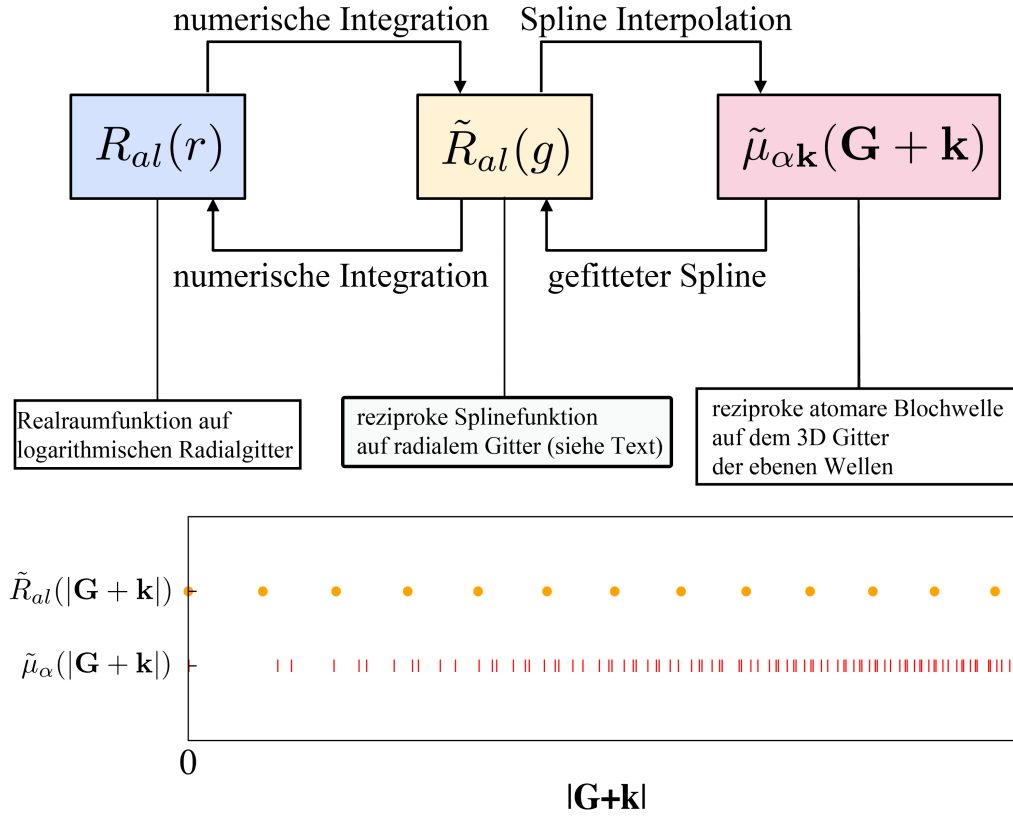 numerische Integration
Spline Interpolation
R_{al}(r)
R̃_{al}(g)
μ̃_{α𝐤}(𝐆 + 𝐤)
numerische Integration
gefitteter Spline
Realraumfunktion auf
logarithmischen Radialgitter
reziproke Splinefunktion
auf radialem Gitter (siehe Text)
reziproke atomare Blochwelle
auf dem 3D Gitter
der ebenen Wellen
R̃_{al}(|𝐆 + 𝐤|)
μ̃_α(|𝐆 + 𝐤|)
0
|G+k|